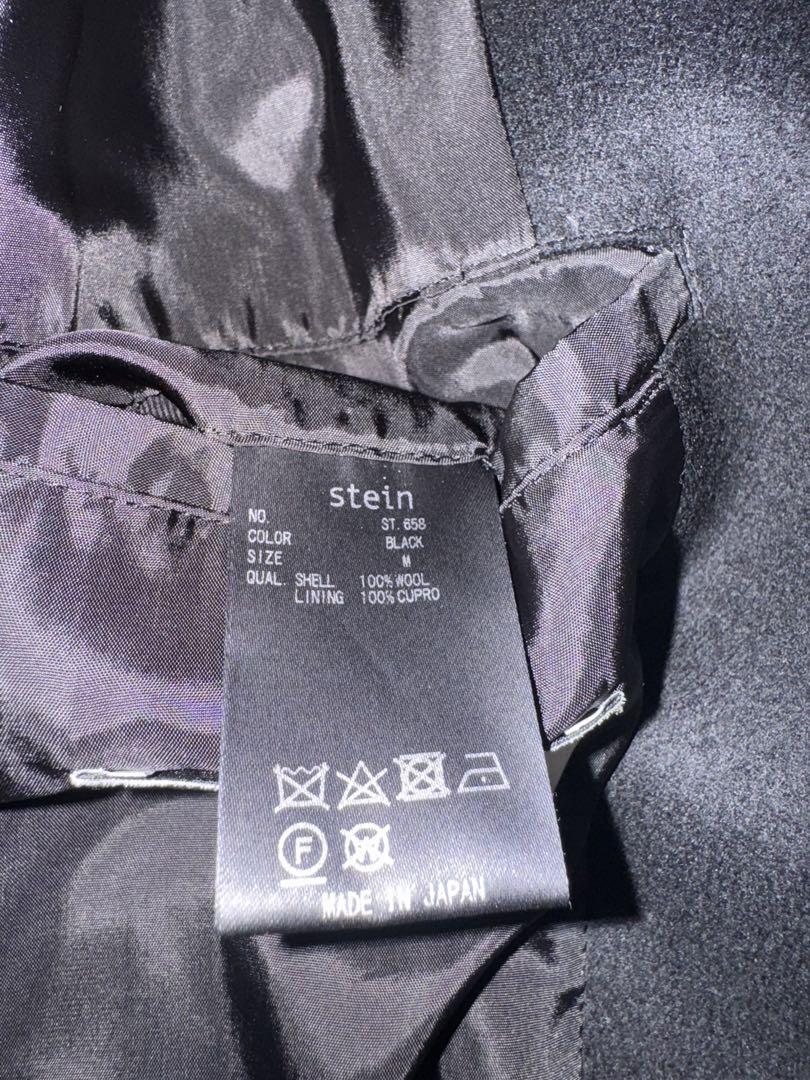 stein
NO. ST.658
COLOR BLACK
SIZE M
QUAL. SHELL 100% WOOL
LINING 100% CUPRO
F W
MADE IN JAPAN